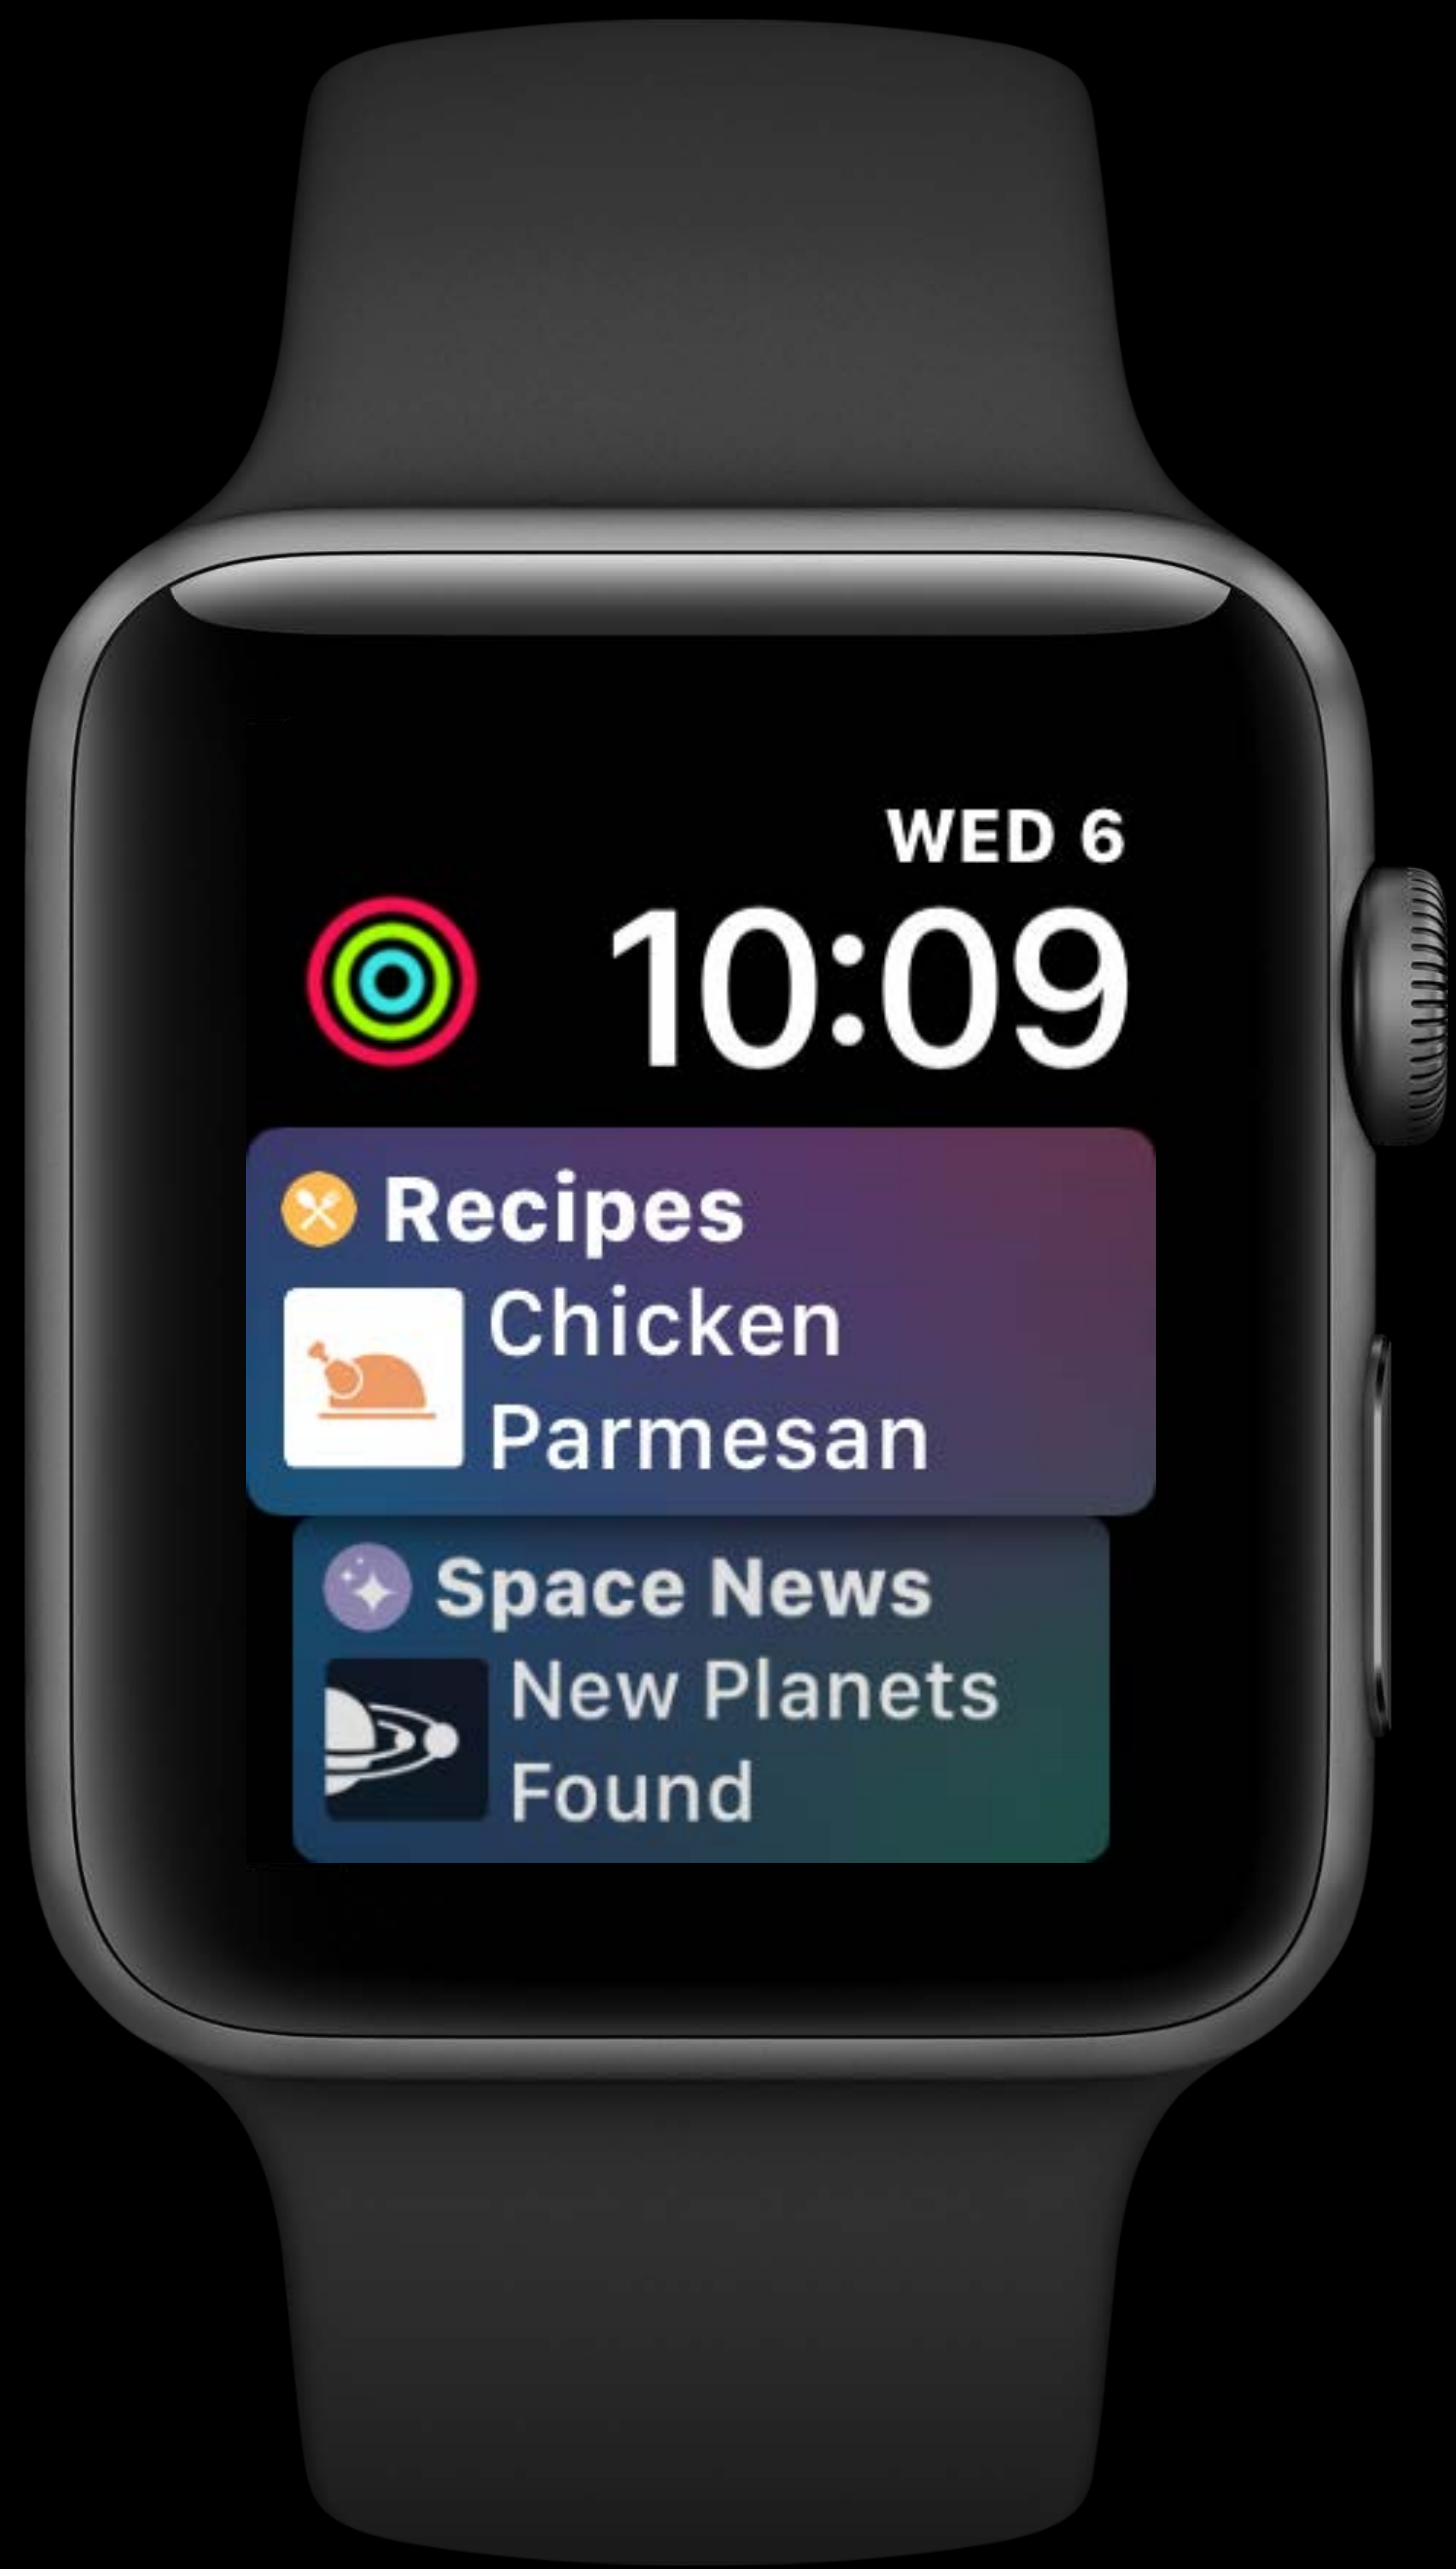 WED 6
10:09
Recipes
Chicken
Parmesan
Space News
New Planets
Found